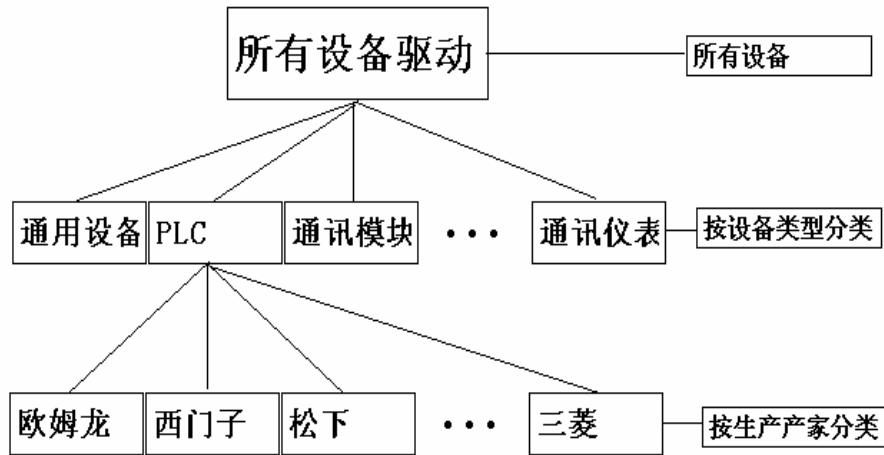 所有设备驱动
所有设备
通用设备
PLC
通讯模块
•••
通讯仪表
按设备类型分类
欧姆龙
西门子
松下
•••
三菱
按生产产家分类